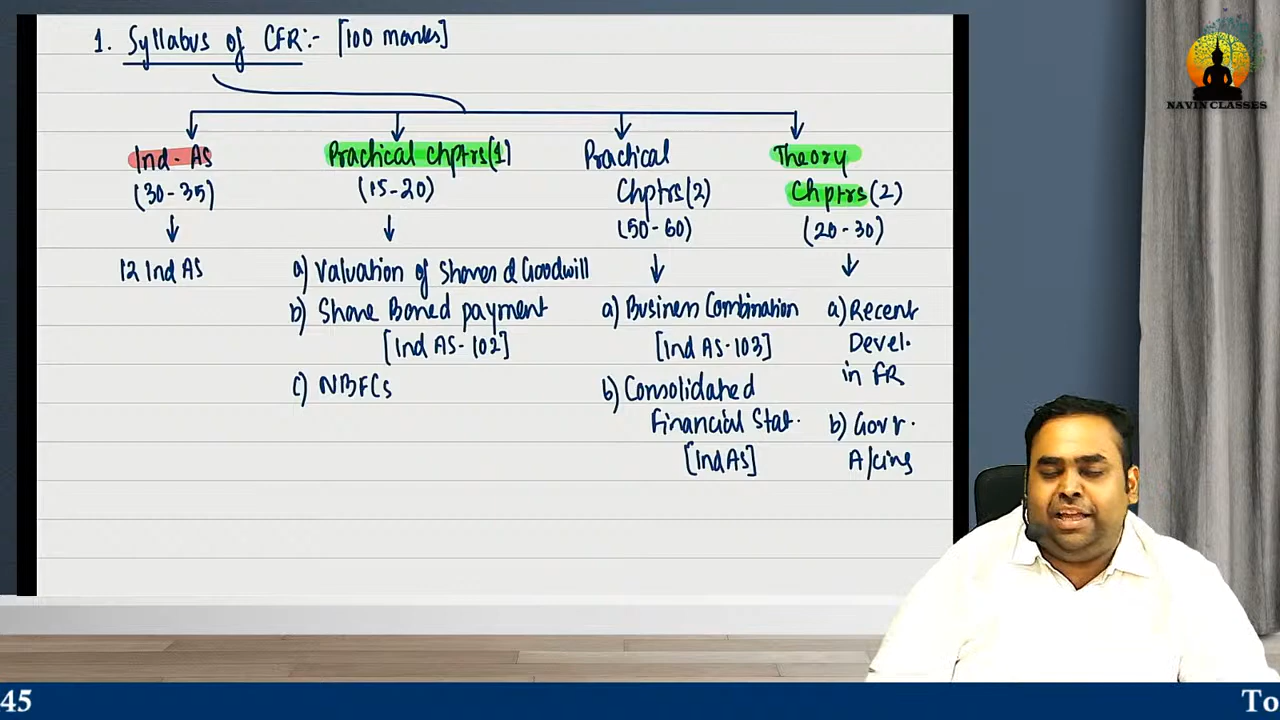 1. Syllabus of CFR:- [100 marks]
NAVIN CLASSES
Ind-AS
(30-35)
12 Ind AS
Practical Chptrs(1)
(15-20)
a) Valuation of Shares & Goodwill
b) Share Based payment
[Ind AS-102]
c) NBFCs
Practical
Chptrs(2)
(50-60)
a) Business Combination
[Ind AS-103]
b) Consolidated
Financial Stat.
[Ind AS]
Theory
Chptrs(2)
(20-30)
a) Recent
Devel.
in FR
b) Govt.
A/cing
45
To